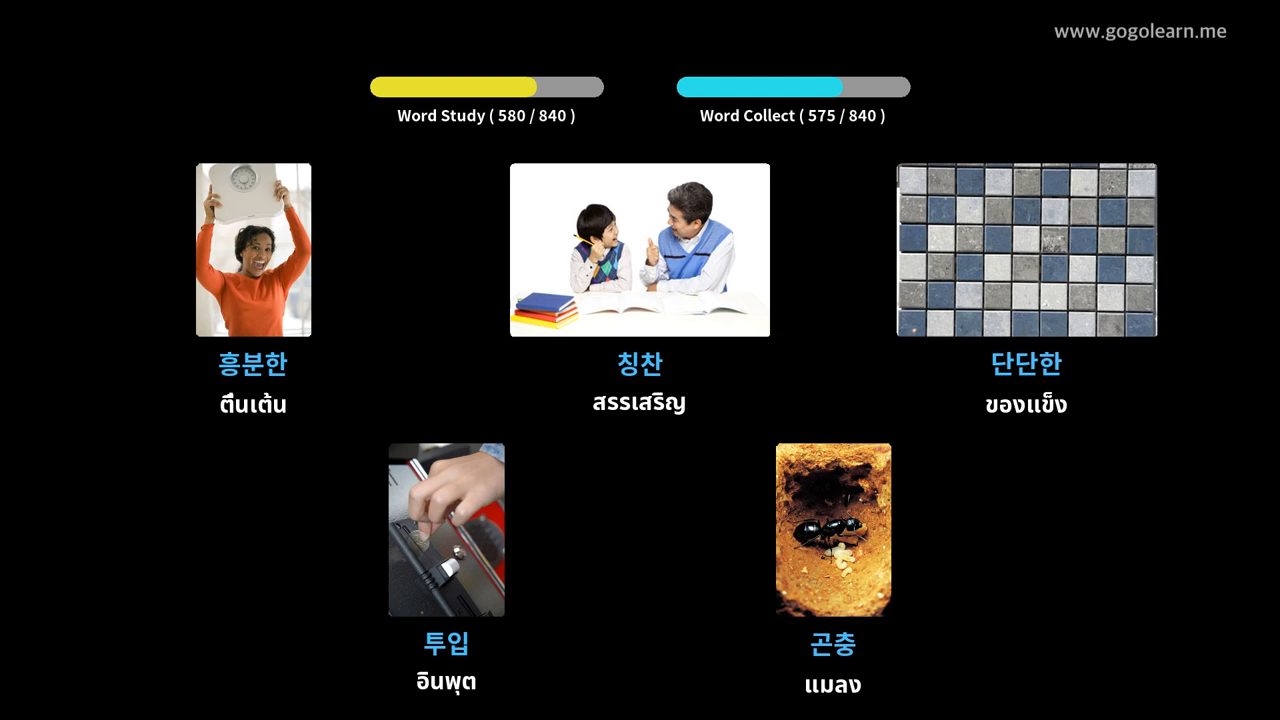 www.gogolearn.me
Word Study ( 580 / 840 )
Word Collect ( 575 / 840 )
흥분한
ตื่นเต้น
칭찬
สรรเสริญ
단단한
ของแข็ง
투입
อินพุต
곤충
แมลง